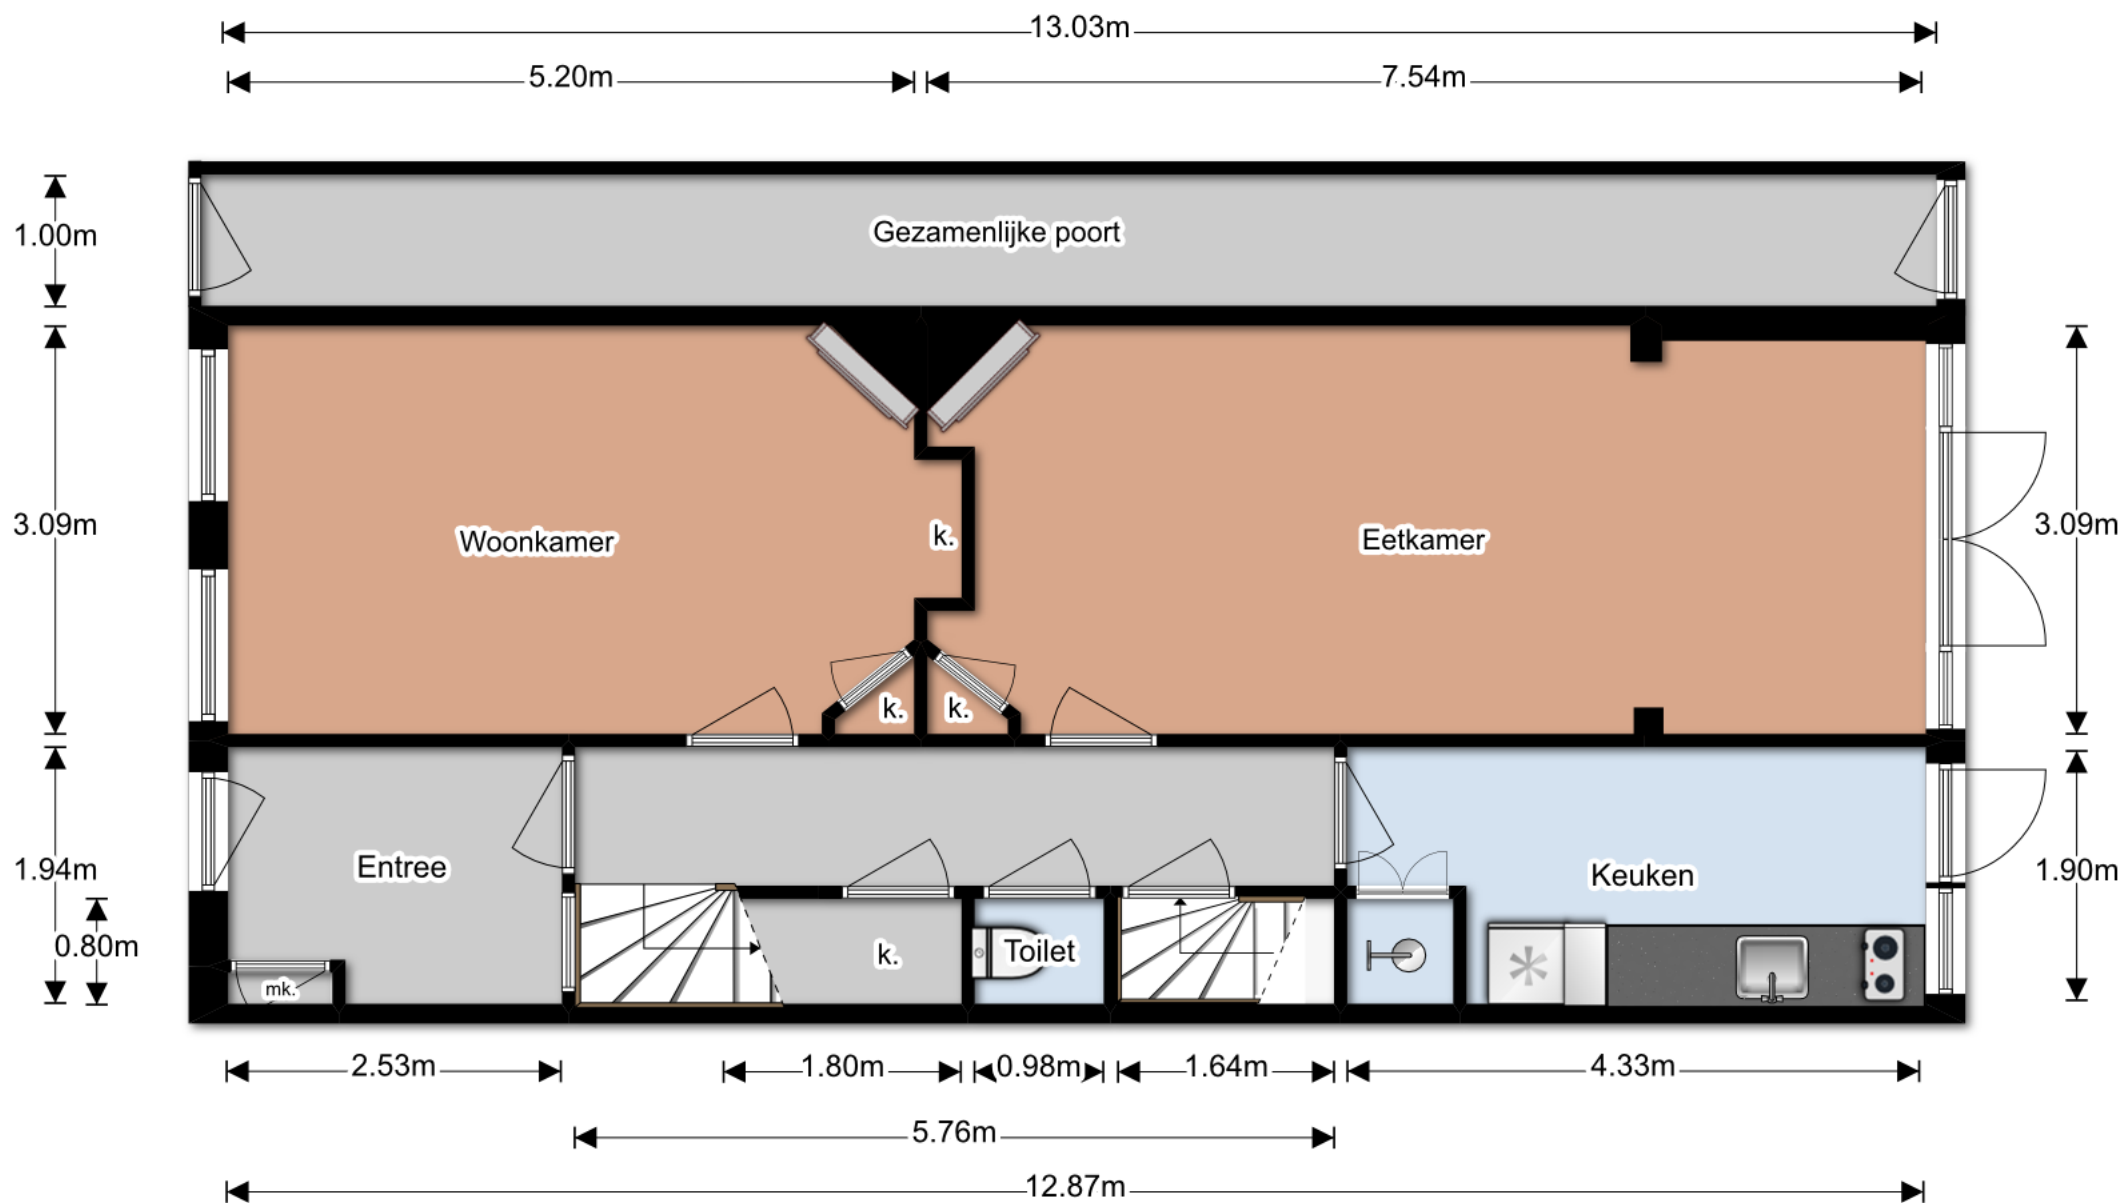 13.03m
5.20m
7.54m
1.00m
Gezamenlijke poort
3.09m
Woonkamer
k.
Eetkamer
3.09m
k.
k.
1.94m
Entree
Keuken
1.90m
0.80m
k.
Toilet
mk.
2.53m
1.80m
0.98m
1.64m
4.33m
5.76m
12.87m